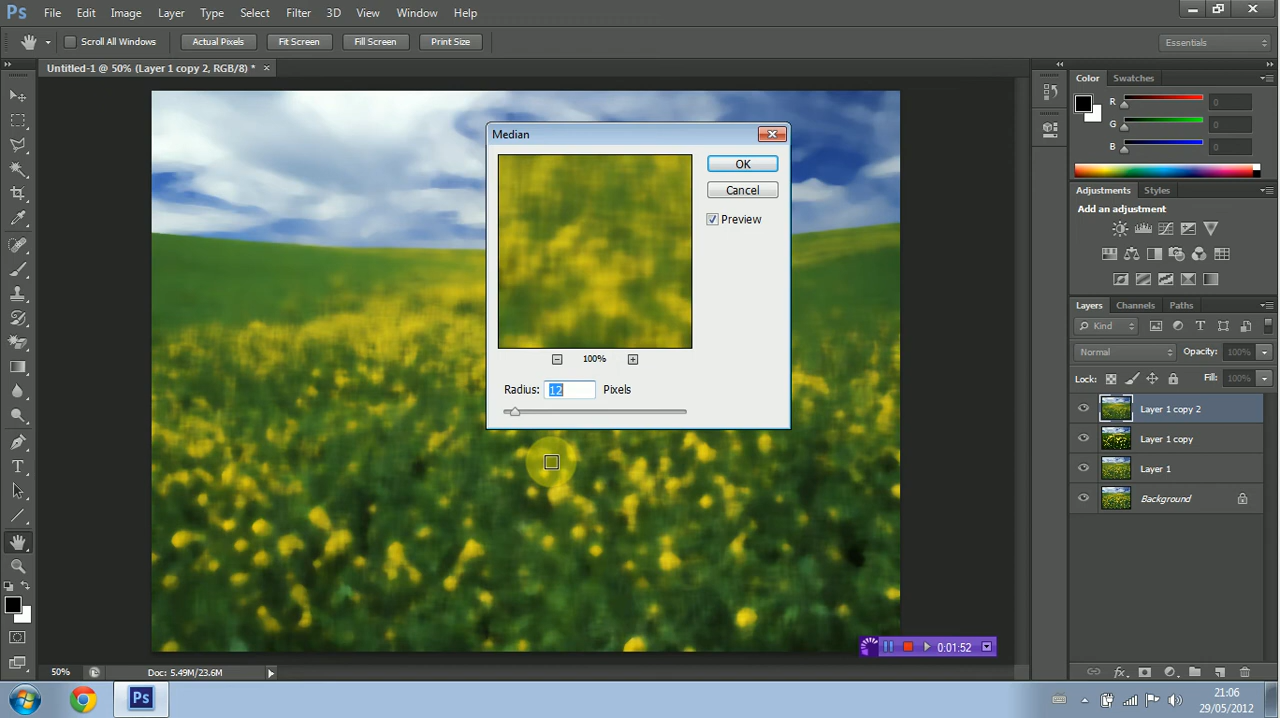 Ps File Edit Image Layer Type Select Filter 3D View Window Help
Scroll All Windows Actual Pixels Fit Screen Fill Screen Print Size Essentials
Untitled-1 @ 50% (Layer 1 copy 2, RGB/8) * ×
Color Swatches
R 0
G 0
B 0
Adjustments Styles
Add an adjustment
Layers Channels Paths
Kind
Normal Opacity: 100%
Lock: Fill: 100%
Layer 1 copy 2
Layer 1 copy
Layer 1
Background
Median
OK
Cancel
Preview
100%
Radius: 12 Pixels
0:01:52
50% Doc: 5.49M/23.6M
Ps
21:06
29/05/2012